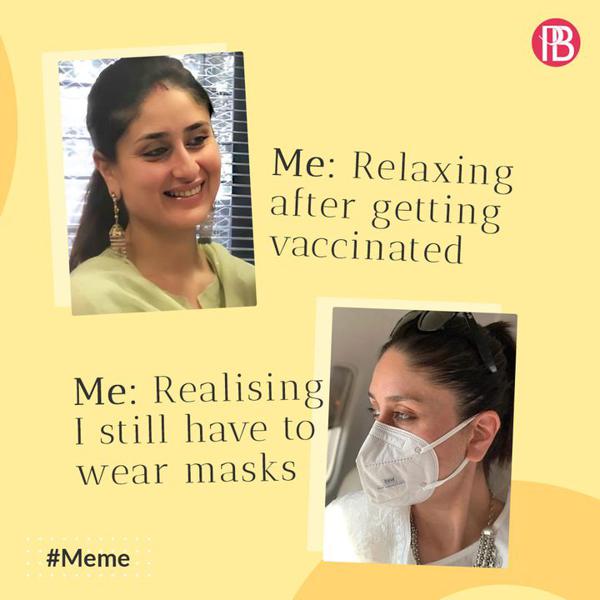 PB
Me: Relaxing
after getting
vaccinated
Me: Realising
I still have to
wear masks
#Meme